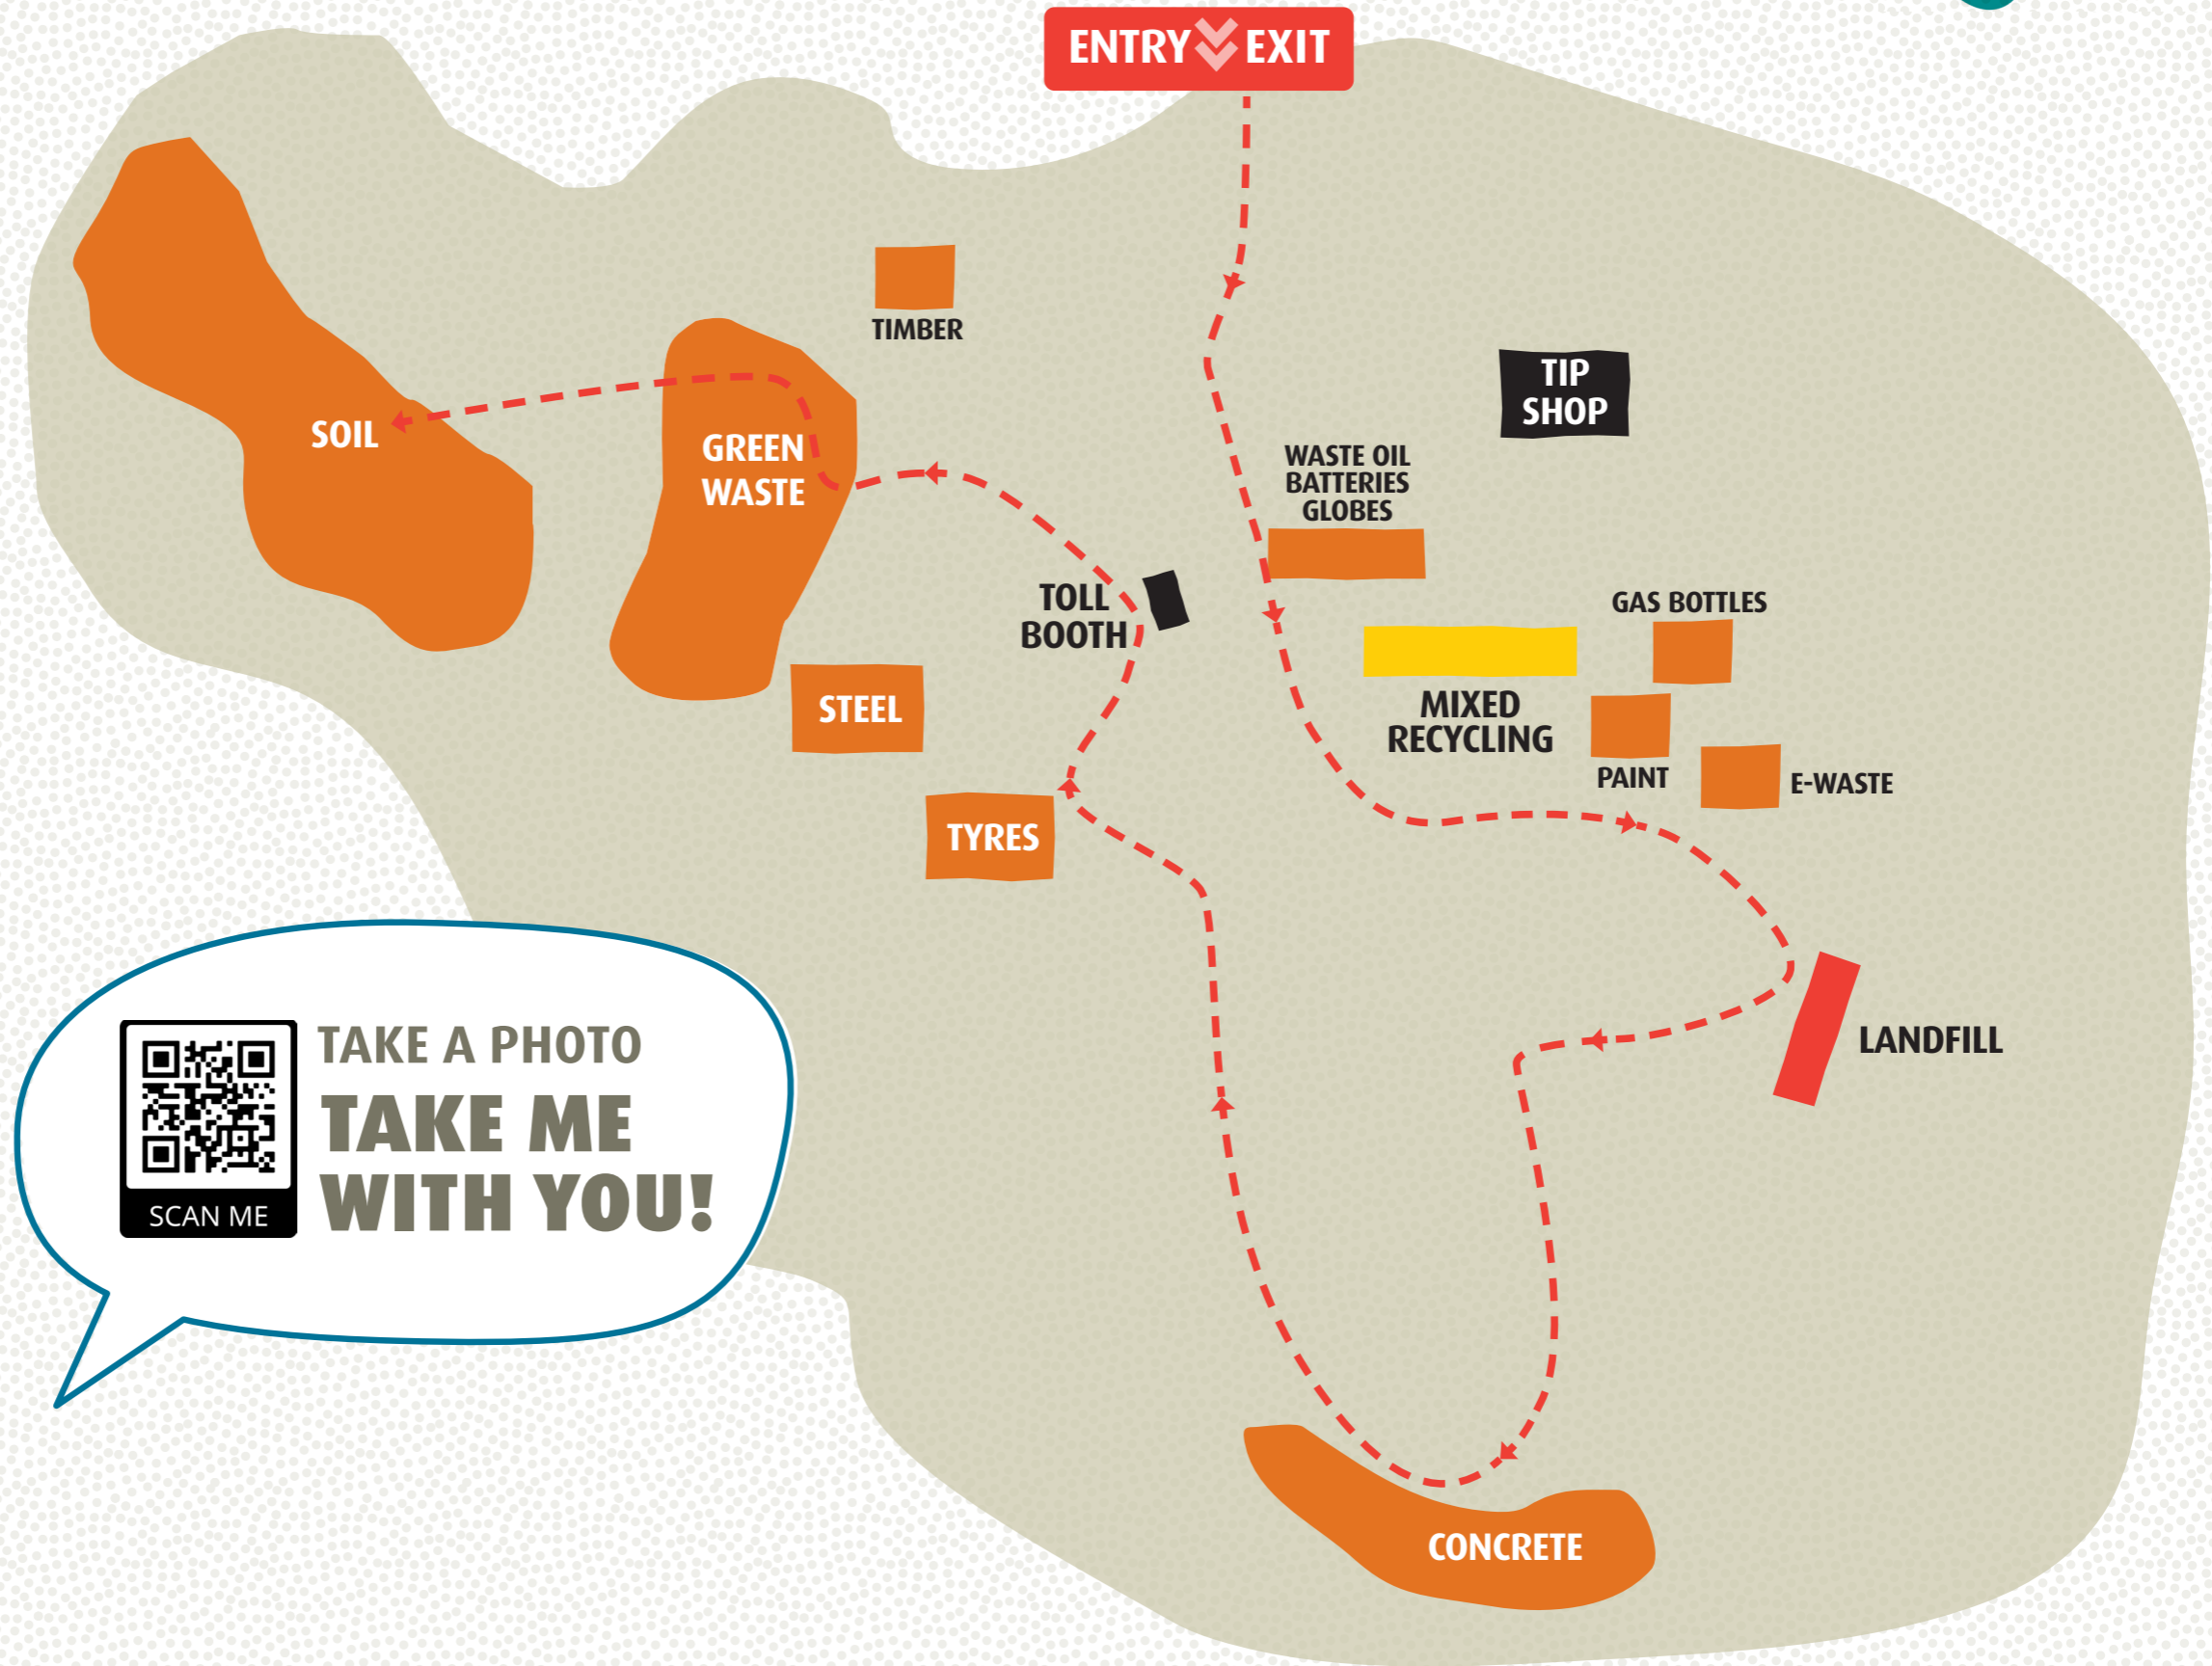 ENTRY EXIT
TIMBER
TIP
SHOP
SOIL
GREEN
WASTE
WASTE OIL
BATTERIES
GLOBES
TOLL
BOOTH
GAS BOTTLES
STEEL
MIXED
RECYCLING
PAINT
E-WASTE
TYRES
LANDFILL
TAKE A PHOTO
TAKE ME
WITH YOU!
SCAN ME
CONCRETE